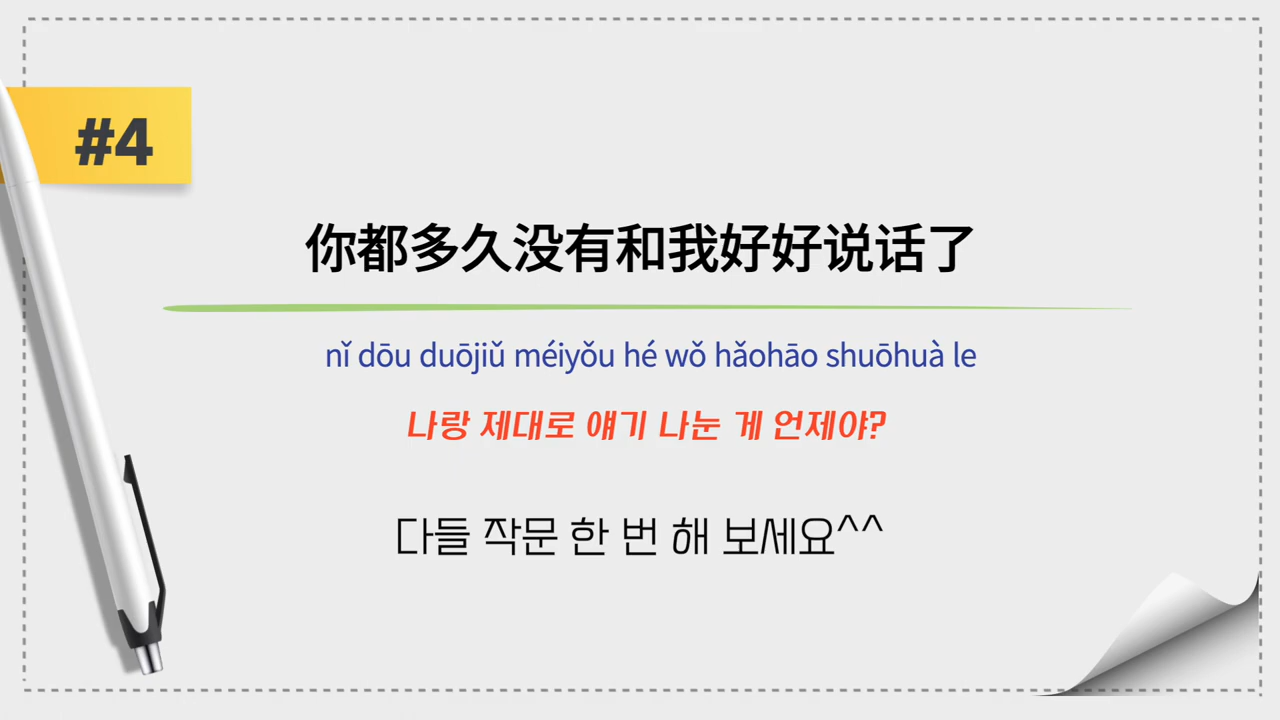 #4
你都多久没有和我好好说话了
nǐ dōu duōjiǔ méiyǒu hé wǒ hǎohāo shuōhuà le
나랑 제대로 얘기 나눈 게 언제야?
다들 작문 한 번 해 보세요^^